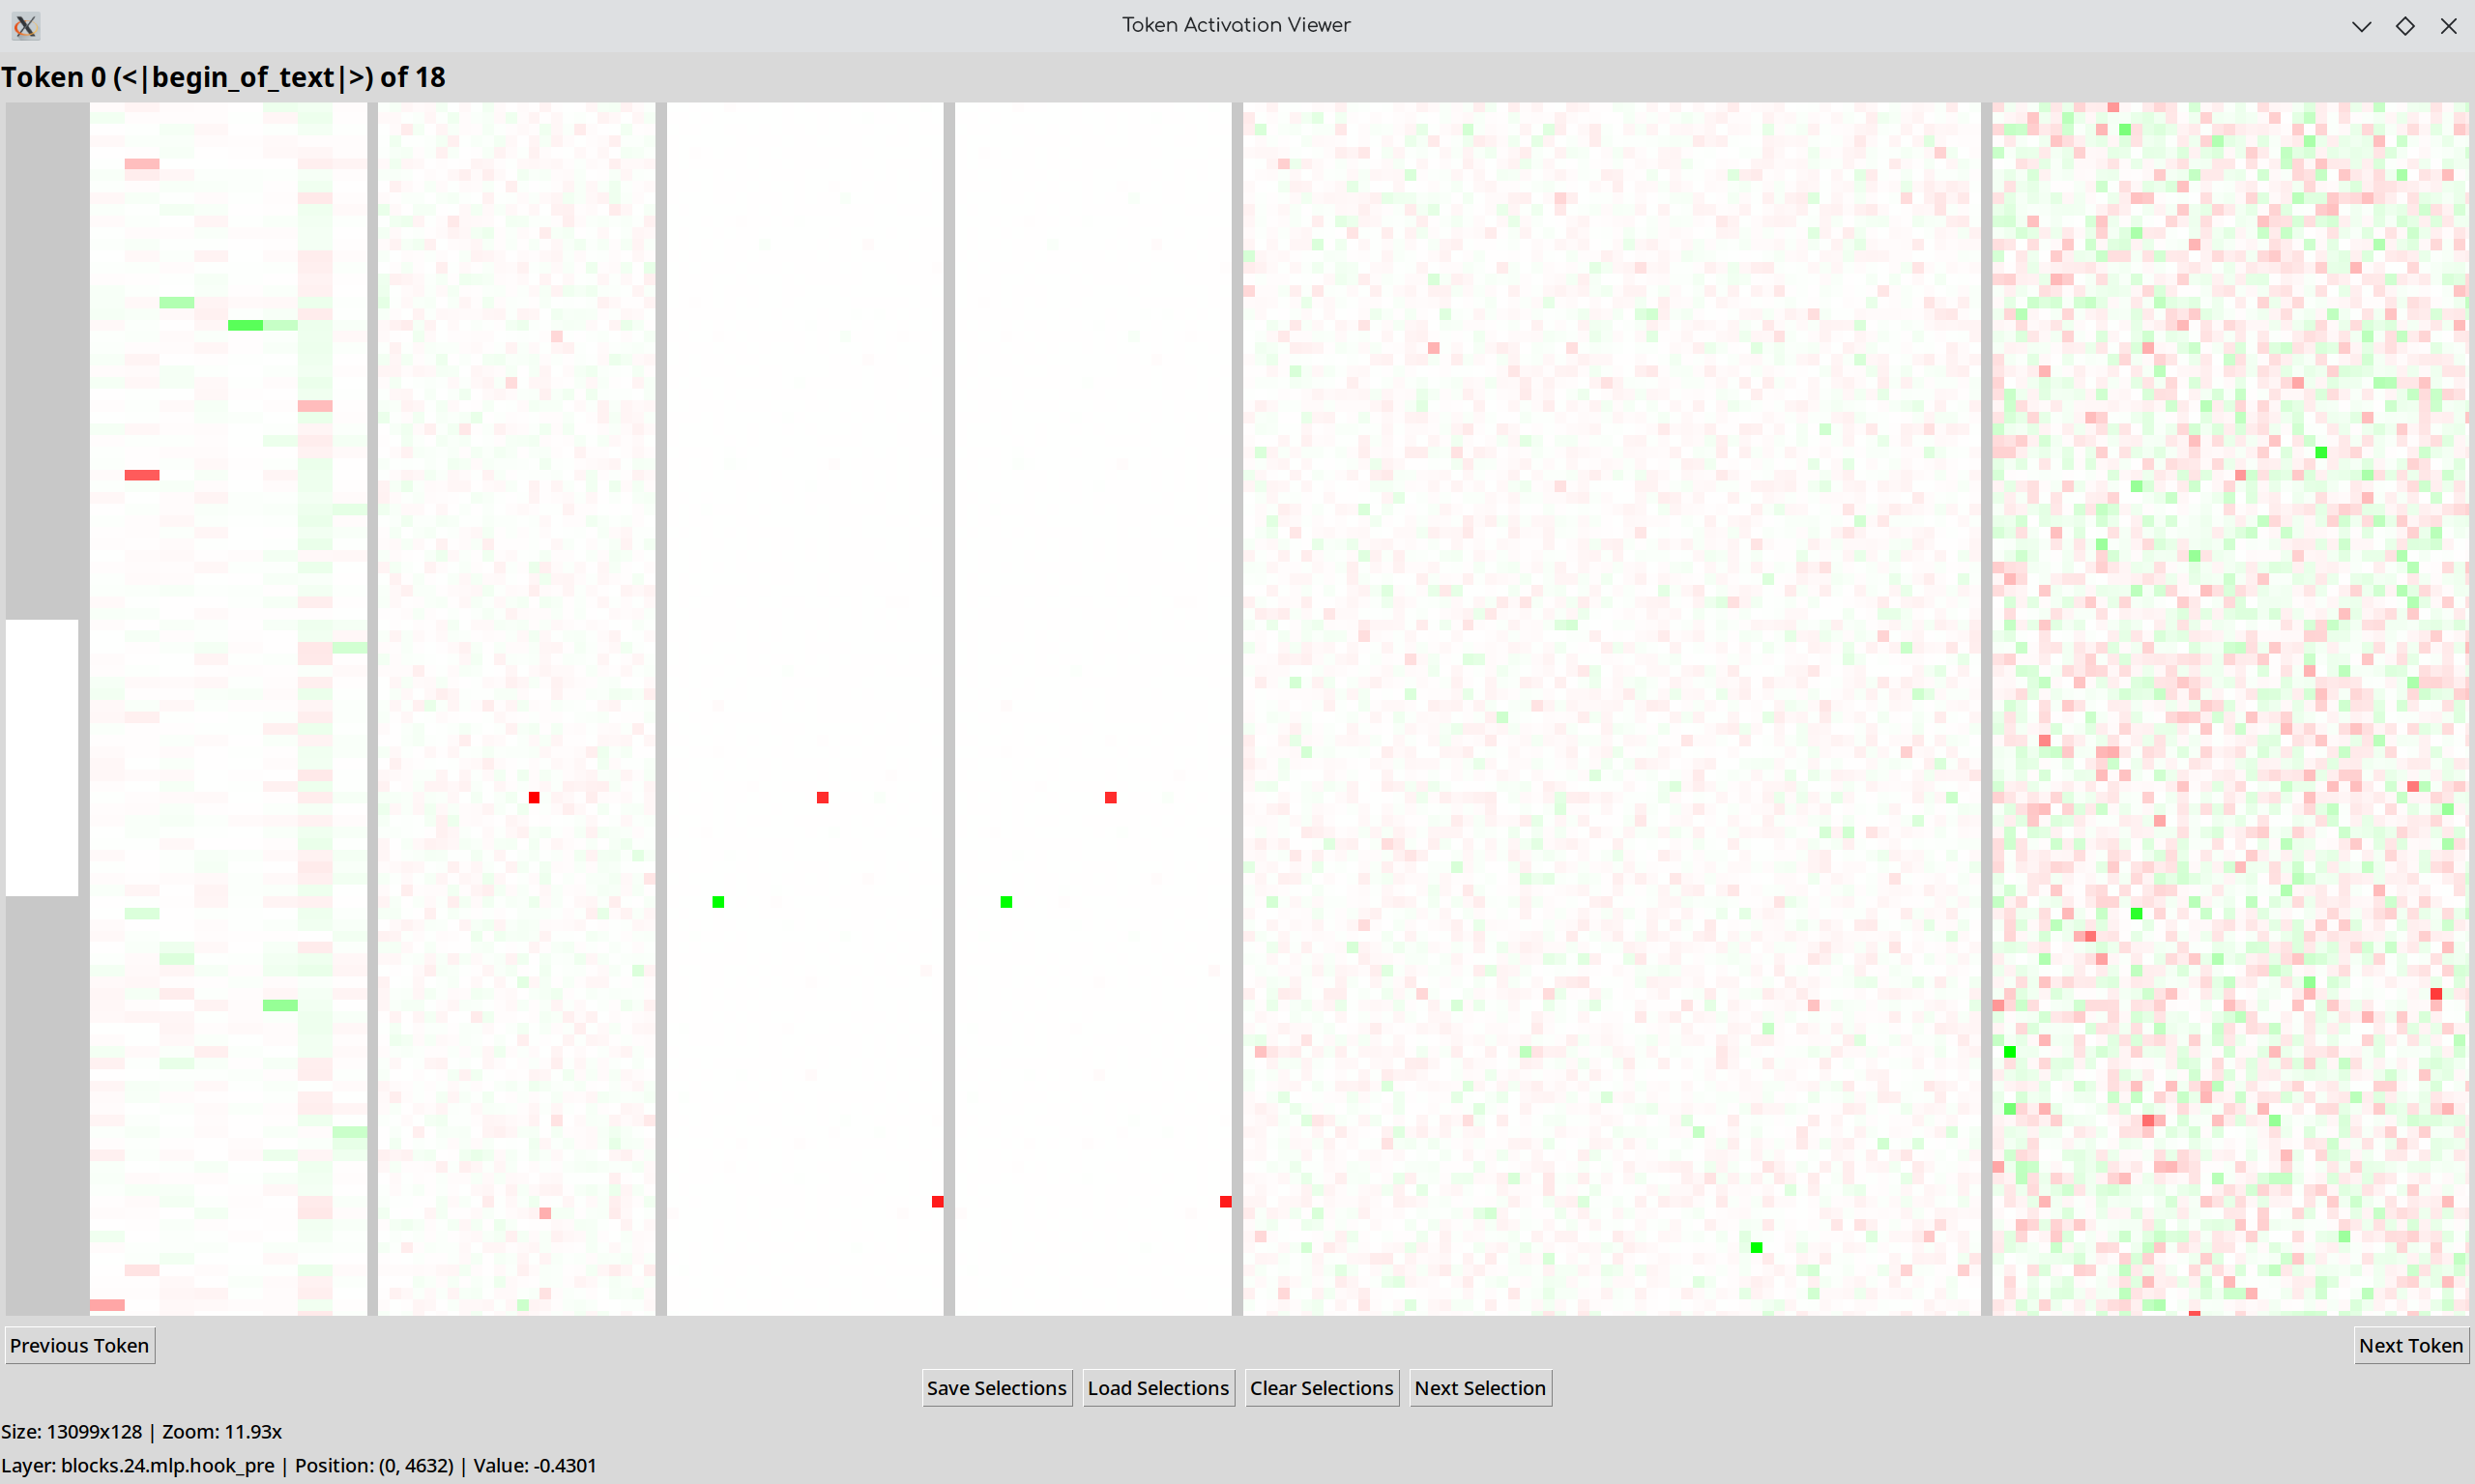 Token Activation Viewer
Token 0 (<|begin_of_text|>) of 18
Previous Token
Next Token
Save Selections
Load Selections
Clear Selections
Next Selection
Size: 13099x128 | Zoom: 11.93x
Layer: blocks.24.mlp.hook_pre | Position: (0, 4632) | Value: -0.4301